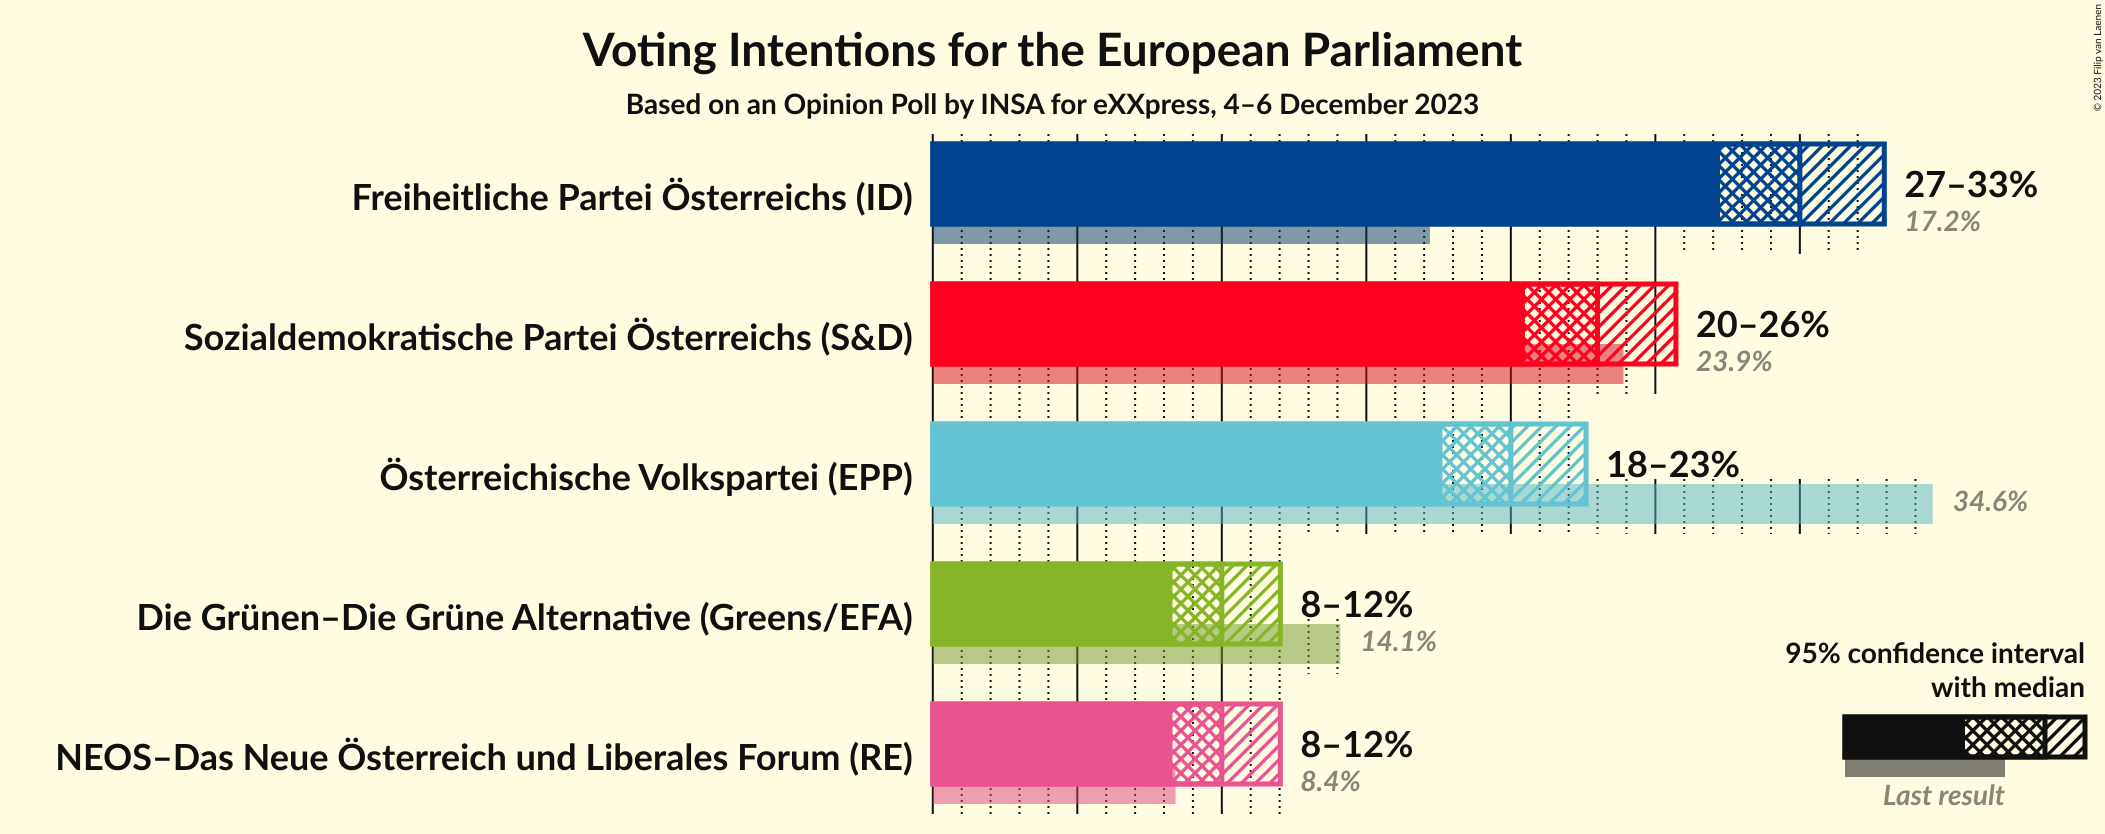 Voting Intentions for the European Parliament
Based on an Opinion Poll by INSA for eXXpress, 4–6 December 2023
© 2023 Filip van Laenen
Freiheitliche Partei Österreichs (ID)
27–33%
17.2%
Sozialdemokratische Partei Österreichs (S&D)
20–26%
23.9%
Österreichische Volkspartei (EPP)
18–23%
34.6%
Die Grünen–Die Grüne Alternative (Greens/EFA)
8–12%
14.1%
NEOS–Das Neue Österreich und Liberales Forum (RE)
8–12%
8.4%
95% confidence interval
with median
Last result